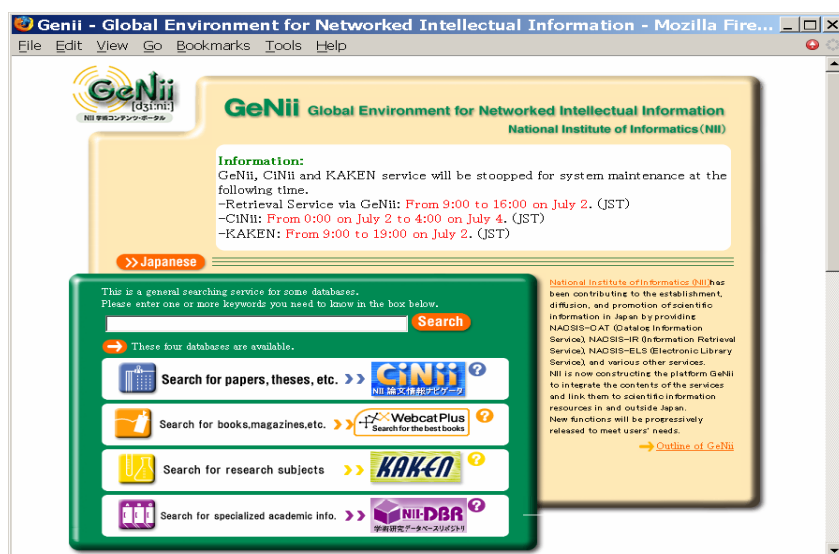 Genii - Global Environment for Networked Intellectual Information - Mozilla Fire...
File Edit View Go Bookmarks Tools Help
GeNii
[dʒí:ni:]
NII 学術コンテンツ・ポータル
GeNii Global Environment for Networked Intellectual Information
National Institute of Informatics (NII)
Information:
GeNii, CiNii and KAKEN service will be stoopped for system maintenance at the
following time.
-Retrieval Service via GeNii: From 9:00 to 16:00 on July 2. (JST)
-CiNii: From 0:00 on July 2 to 4:00 on July 4. (JST)
-KAKEN: From 9:00 to 19:00 on July 2. (JST)
>> Japanese
This is a general searching service for some databases.
Please enter one or more keywords you need to know in the box below.
Search
These four databases are available.
Search for papers, theses, etc. >> CiNii ?
NII 論文情報ナビゲータ
Search for books,magazines,etc. >> Webcat Plus ?
Search for the best books
Search for research subjects >> KAKEN ?
Search for specialized academic info. >> NII-DBR ?
学術研究データベース・リポジトリ
National Institute of Informatics (NII) has
been contributing to the establishment,
diffusion, and promotion of scientific
information in Japan by providing
NACSIS-CAT (Catalog Information
Service), NACSIS-IR (Information Retrieval
Service), NACSIS-ELS (Electronic Library
Service), and various other services.
NII is now constructing the platform GeNii
to integrate the contents of the services
and link them to scientific information
resources in and outside Japan.
New functions will be progressively
released to meet users' needs.
Outline of GeNii